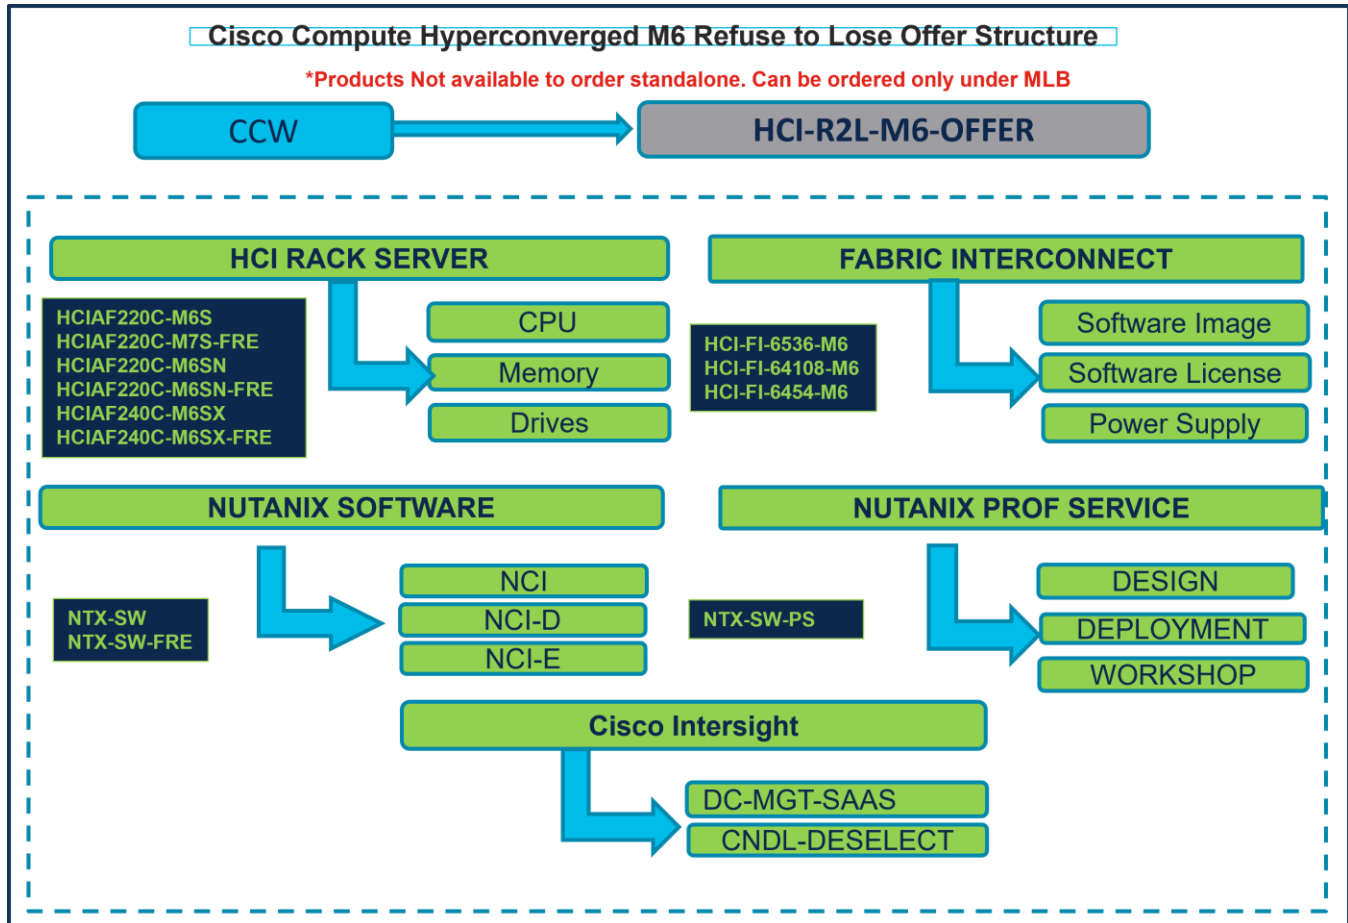 Cisco Compute Hyperconverged M6 Refuse to Lose Offer Structure
*Products Not available to order standalone. Can be ordered only under MLB
CCW
HCI-R2L-M6-OFFER
HCI RACK SERVER
HCIAF220C-M6S
HCIAF220C-M7S-FRE
HCIAF220C-M6SN
HCIAF220C-M6SN-FRE
HCIAF240C-M6SX
HCIAF240C-M6SX-FRE
CPU
Memory
Drives
FABRIC INTERCONNECT
HCI-FI-6536-M6
HCI-FI-64108-M6
HCI-FI-6454-M6
Software Image
Software License
Power Supply
NUTANIX SOFTWARE
NTX-SW
NTX-SW-FRE
NCI
NCI-D
NCI-E
NUTANIX PROF SERVICE
NTX-SW-PS
DESIGN
DEPLOYMENT
WORKSHOP
Cisco Intersight
DC-MGT-SAAS
CNDL-DESELECT